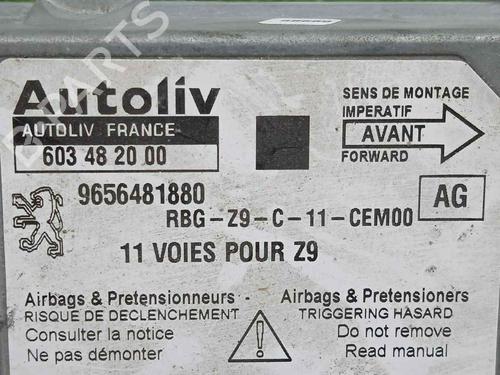 Autoliv
AUTOLIV FRANCE
603 48 20 00
SENS DE MONTAGE
IMPERATIF
AVANT
FORWARD
9656481880
AG
RBG-Z9-C-11-CEM00
11 VOIES POUR Z9
Airbags & Pretensionneurs
RISQUE DE DECLENCHEMENT
Consulter la notice
Ne pas démonter
!
Airbags & Pretensioners
TRIGGERING HASARD
Do not remove
Read manual